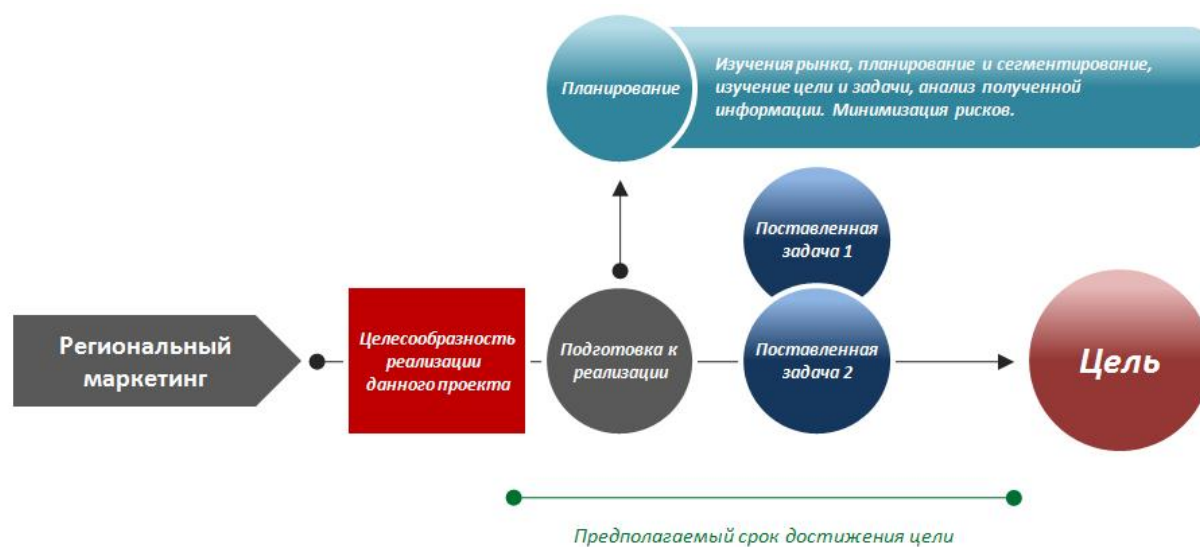 Планирование
Изучения рынка, планирование и сегментирование,
изучение цели и задачи, анализ полученной
информации. Минимизация рисков.
Поставленная
задача 1
Региональный
маркетинг
Целесообразность
реализации
данного проекта
Подготовка к
реализации
Поставленная
задача 2
Цель
Предполагаемый срок достижения цели